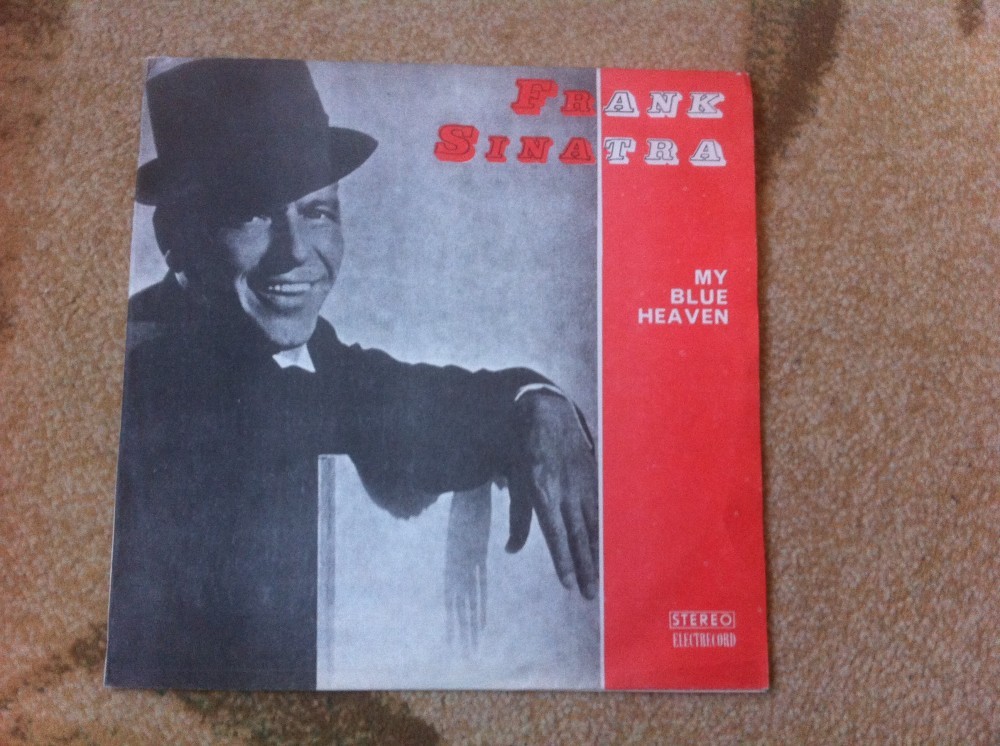 FRANK
SINATRA
MY
BLUE
HEAVEN
STEREO
ELECTRECORD